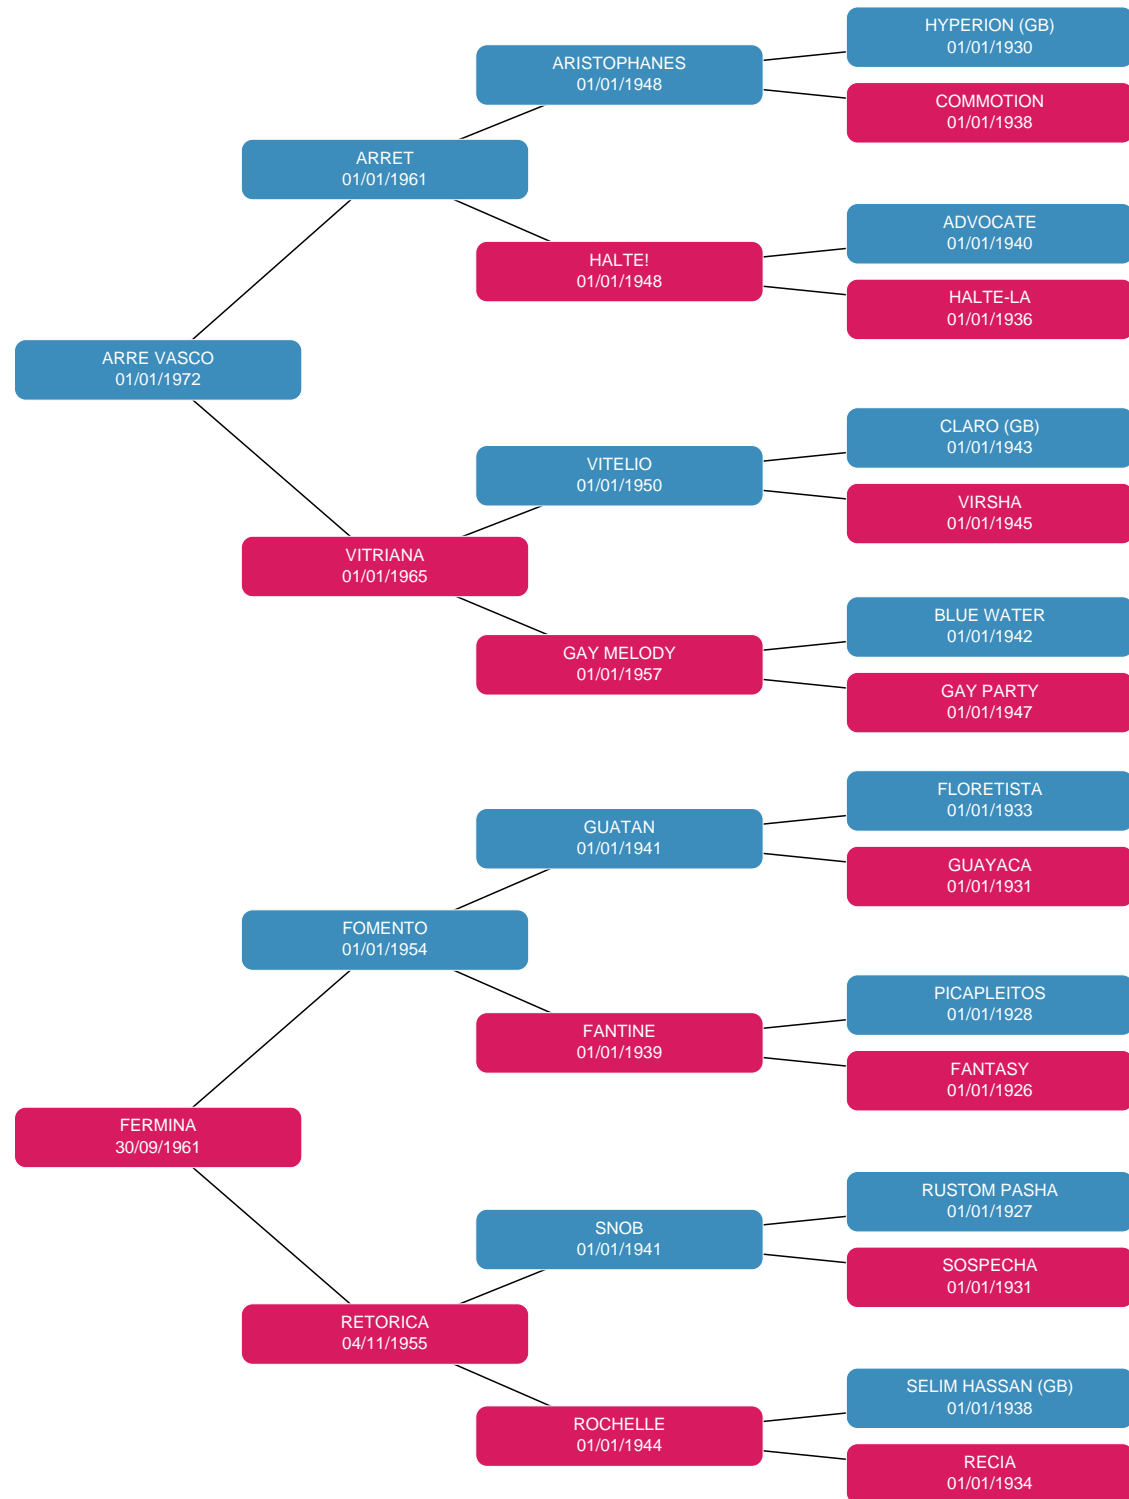 HYPERION (GB)
01/01/1930
ARISTOPHANES
01/01/1948
COMMOTION
01/01/1938
ARRET
01/01/1961
ADVOCATE
01/01/1940
HALTE!
01/01/1948
HALTE-LA
01/01/1936
ARRE VASCO
01/01/1972
CLARO (GB)
01/01/1943
VITELIO
01/01/1950
VIRSHA
01/01/1945
VITRIANA
01/01/1965
BLUE WATER
01/01/1942
GAY MELODY
01/01/1957
GAY PARTY
01/01/1947
FLORETISTA
01/01/1933
GUATAN
01/01/1941
GUAYACA
01/01/1931
FOMENTO
01/01/1954
PICAPLEITOS
01/01/1928
FANTINE
01/01/1939
FANTASY
01/01/1926
FERMINA
30/09/1961
RUSTOM PASHA
01/01/1927
SNOB
01/01/1941
SOSPECHA
01/01/1931
RETORICA
04/11/1955
SELIM HASSAN (GB)
01/01/1938
ROCHELLE
01/01/1944
RECIA
01/01/1934